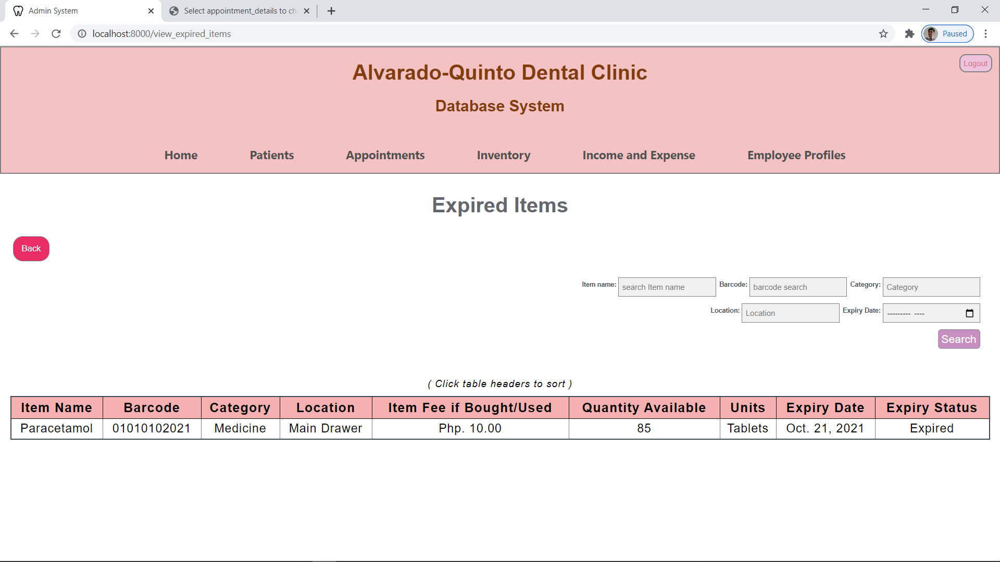 Admin System
Select appointment_details to ch
localhost:8000/view_expired_items
Paused
Logout
Alvarado-Quinto Dental Clinic
Database System
Home Patients Appointments Inventory Income and Expense Employee Profiles
Expired Items
Back
Item name: search Item name Barcode: barcode search Category: Category
Location: Location Expiry Date: --------- ----
Search
( Click table headers to sort )
Item Name Barcode Category Location Item Fee if Bought/Used Quantity Available Units Expiry Date Expiry Status
Paracetamol 01010102021 Medicine Main Drawer Php. 10.00 85 Tablets Oct. 21, 2021 Expired